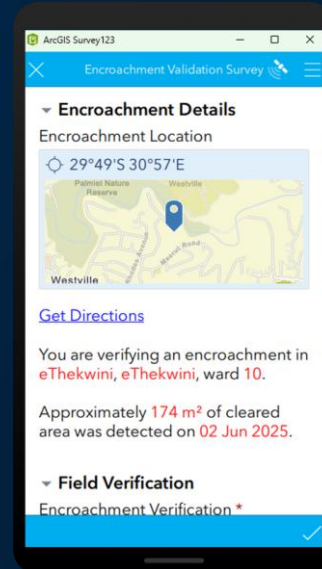 ArcGIS Survey123
Encroachment Validation Survey
Encroachment Details
Encroachment Location
29°49'S 30°57'E
Palmiet Nature
Reserve
Westville
Meerut Road
Westville
Get Directions
You are verifying an encroachment in
eThekwini, eThekwini, ward 10.
Approximately 174 m² of cleared
area was detected on 02 Jun 2025.
Field Verification
Encroachment Verification *